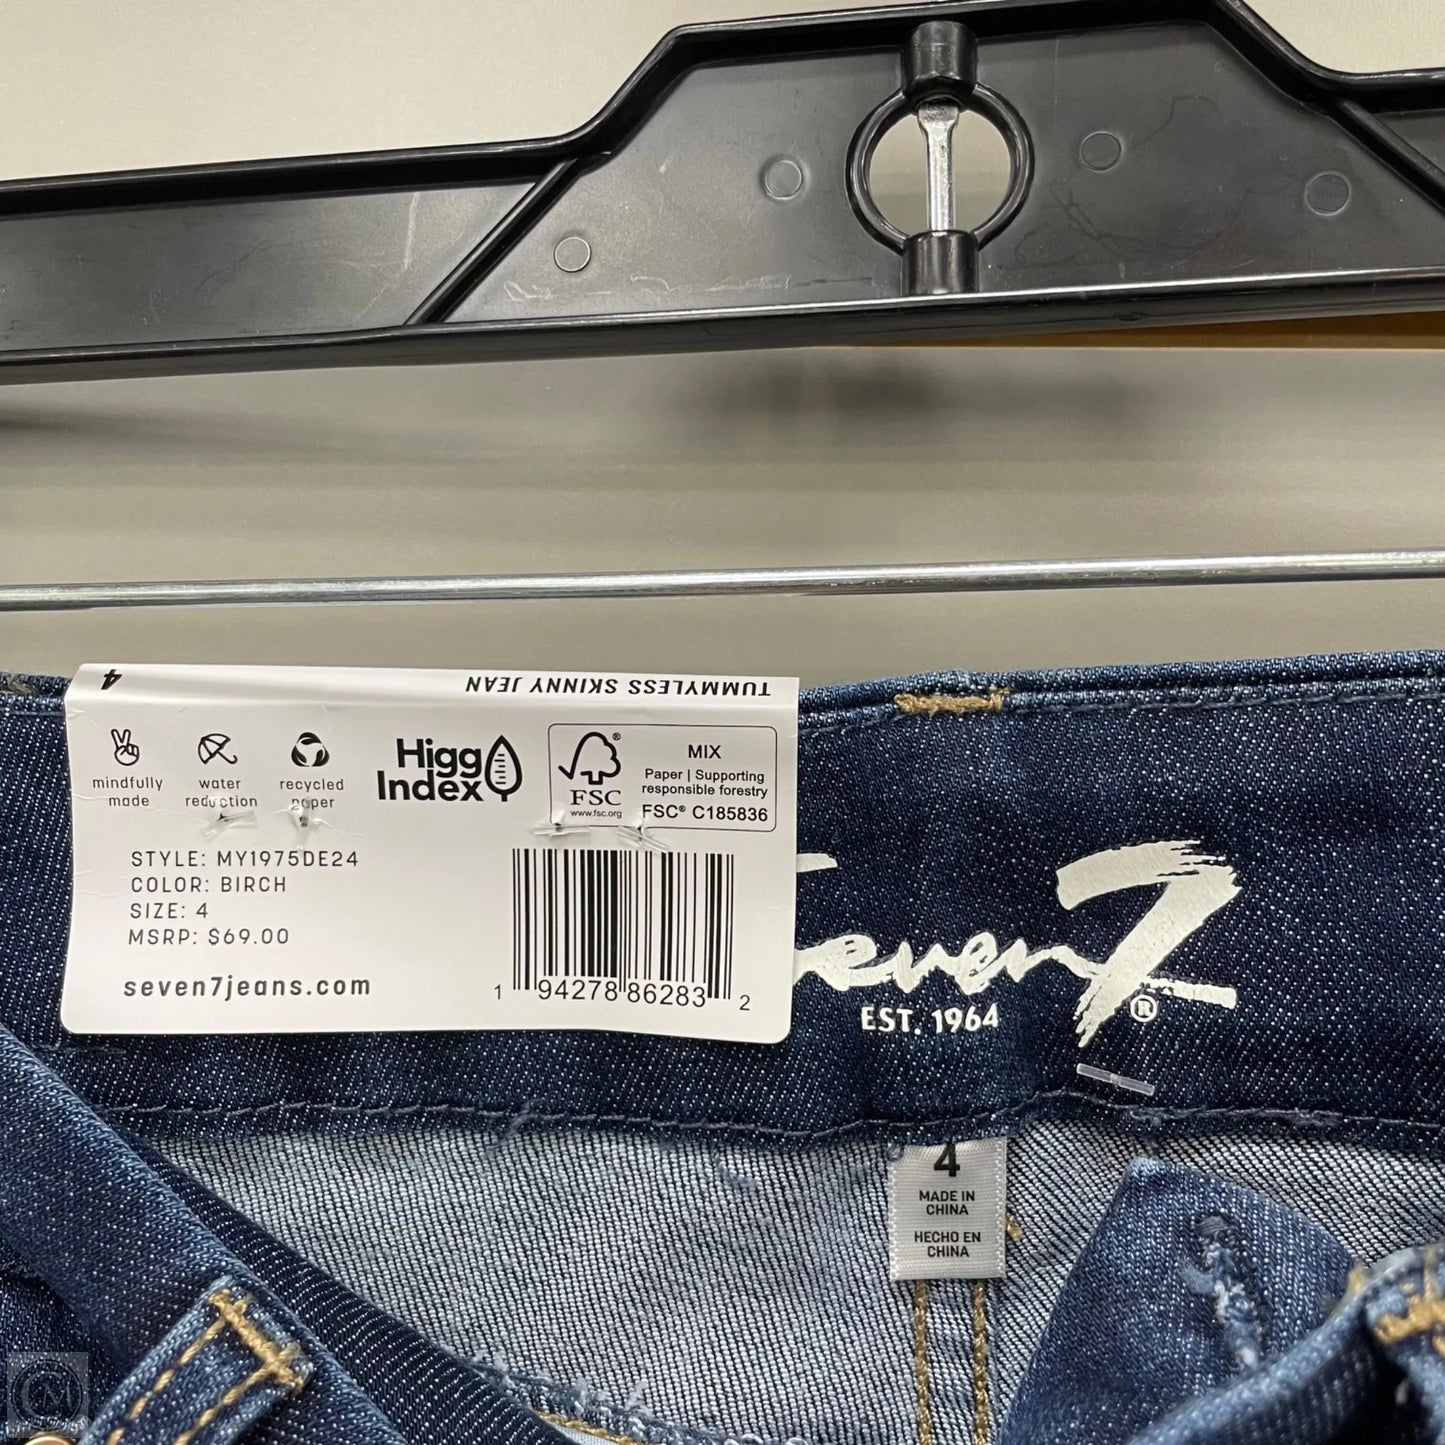 TUMMYLESS SKINNY JEAN
4
mindfully made
water reduction
recycled paper
Higg Index
FSC®
www.fsc.org
MIX
Paper | Supporting
responsible forestry
FSC® C185836
STYLE: MY1975DE24
COLOR: BIRCH
SIZE: 4
MSRP: $69.00
seven7jeans.com
1 94278 86283 2
Seven7®
EST. 1964
4
MADE IN
CHINA
HECHO EN
CHINA
CM